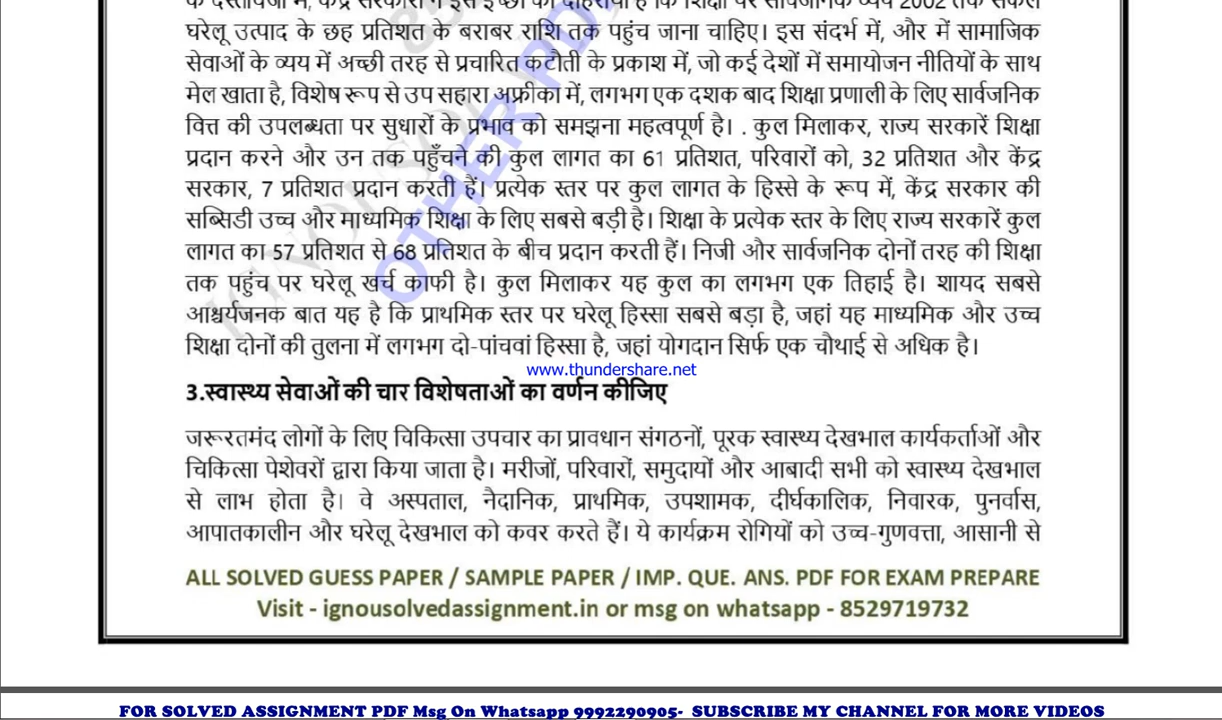 घरेलू उत्पाद के छह प्रतिशत के बराबर राशि तक पहुंच जाना चाहिए। इस संदर्भ में, और में सामाजिक
सेवाओं के व्यय में अच्छी तरह से प्रचारित कटौती के प्रकाश में, जो कई देशों में समायोजन नीतियों के साथ
मेल खाता है, विशेष रूप से उप सहारा अफ्रीका में, लगभग एक दशक बाद शिक्षा प्रणाली के लिए सार्वजनिक
वित्त की उपलब्धता पर सुधारों के प्रभाव को समझना महत्वपूर्ण है। . कुल मिलाकर, राज्य सरकारें शिक्षा
प्रदान करने और उन तक पहुँचने की कुल लागत का 61 प्रतिशत, परिवारों को, 32 प्रतिशत और केंद्र
सरकार, 7 प्रतिशत प्रदान करती हैं। प्रत्येक स्तर पर कुल लागत के हिस्से के रूप में, केंद्र सरकार की
सब्सिडी उच्च और माध्यमिक शिक्षा के लिए सबसे बड़ी है। शिक्षा के प्रत्येक स्तर के लिए राज्य सरकारें कुल
लागत का 57 प्रतिशत से 68 प्रतिशत के बीच प्रदान करती हैं। निजी और सार्वजनिक दोनों तरह की शिक्षा
तक पहुंच पर घरेलू खर्च काफी है। कुल मिलाकर यह कुल का लगभग एक तिहाई है। शायद सबसे
आश्चर्यजनक बात यह है कि प्राथमिक स्तर पर घरेलू हिस्सा सबसे बड़ा है, जहां यह माध्यमिक और उच्च
शिक्षा दोनों की तुलना में लगभग दो-पांचवां हिस्सा है, जहां योगदान सिर्फ एक चौथाई से अधिक है।
www.thundershare.net
3.स्वास्थ्य सेवाओं की चार विशेषताओं का वर्णन कीजिए
जरूरतमंद लोगों के लिए चिकित्सा उपचार का प्रावधान संगठनों, पूरक स्वास्थ्य देखभाल कार्यकर्ताओं और
चिकित्सा पेशेवरों द्वारा किया जाता है। मरीजों, परिवारों, समुदायों और आबादी सभी को स्वास्थ्य देखभाल
से लाभ होता है। वे अस्पताल, नैदानिक, प्राथमिक, उपशामक, दीर्घकालिक, निवारक, पुनर्वास,
आपातकालीन और घरेलू देखभाल को कवर करते हैं। ये कार्यक्रम रोगियों को उच्च-गुणवत्ता, आसानी से
ALL SOLVED GUESS PAPER / SAMPLE PAPER / IMP. QUE. ANS. PDF FOR EXAM PREPARE
Visit - ignousolvedassignment.in or msg on whatsapp - 8529719732
FOR SOLVED ASSIGNMENT PDF Msg On Whatsapp 9992290905- SUBSCRIBE MY CHANNEL FOR MORE VIDEOS